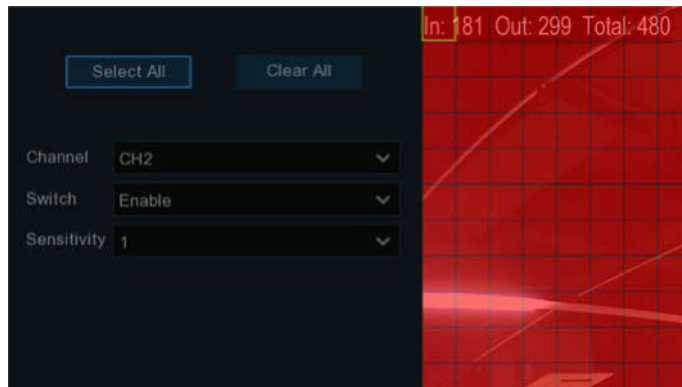 In: 181 Out: 299 Total: 480
Select All Clear All
Channel CH2
Switch Enable
Sensitivity 1